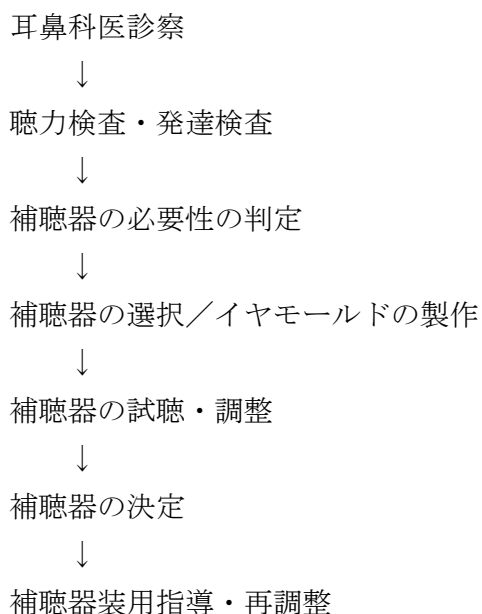 耳鼻科医診察
↓
聴力検査・発達検査
↓
補聴器の必要性の判定
↓
補聴器の選択／イヤモールドの製作
↓
補聴器の試聴・調整
↓
補聴器の決定
↓
補聴器装用指導・再調整